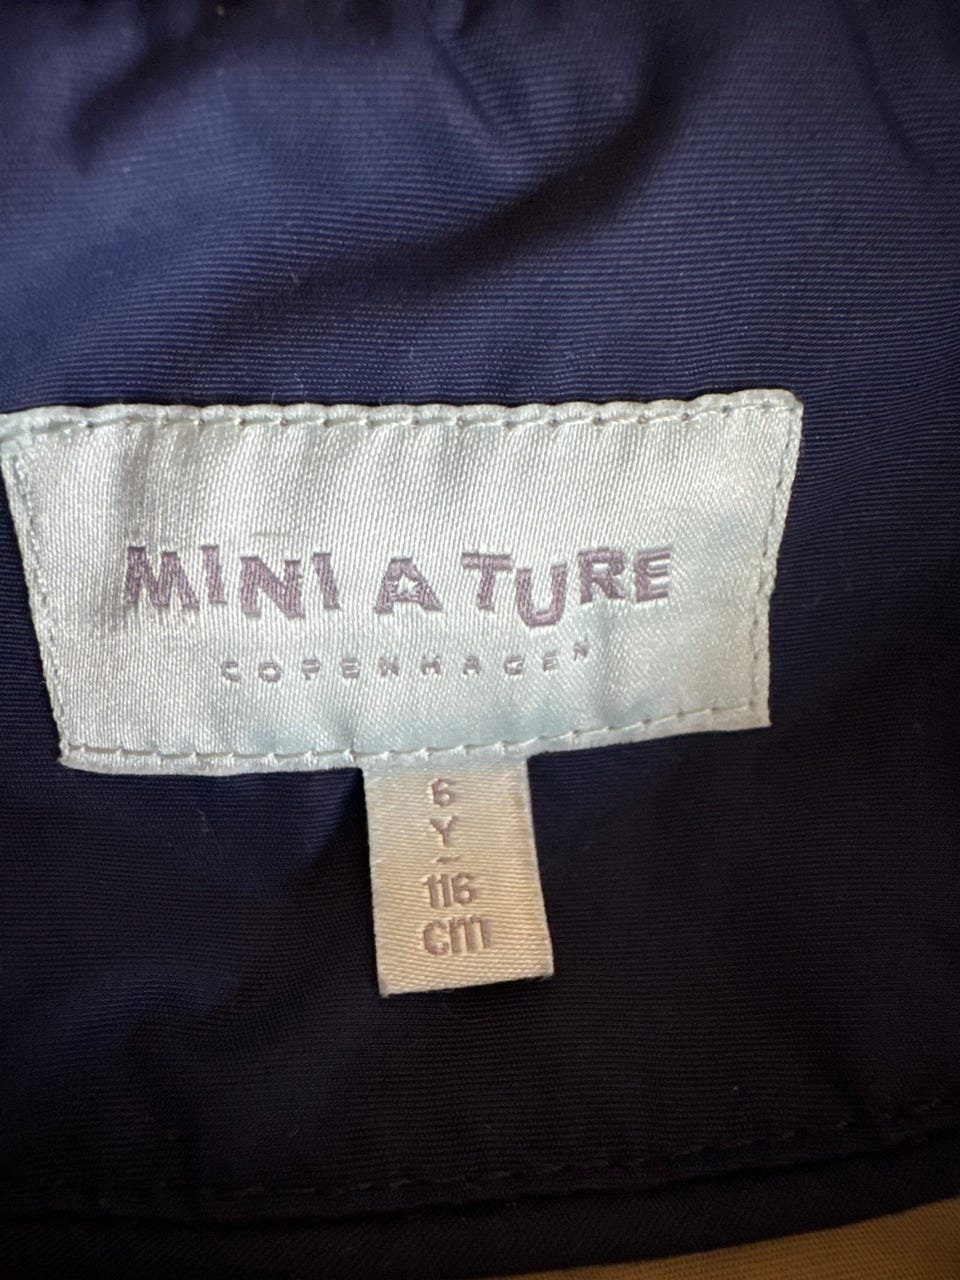 MINI A TURE
COPENHAGEN
6
Y
-
116
cm